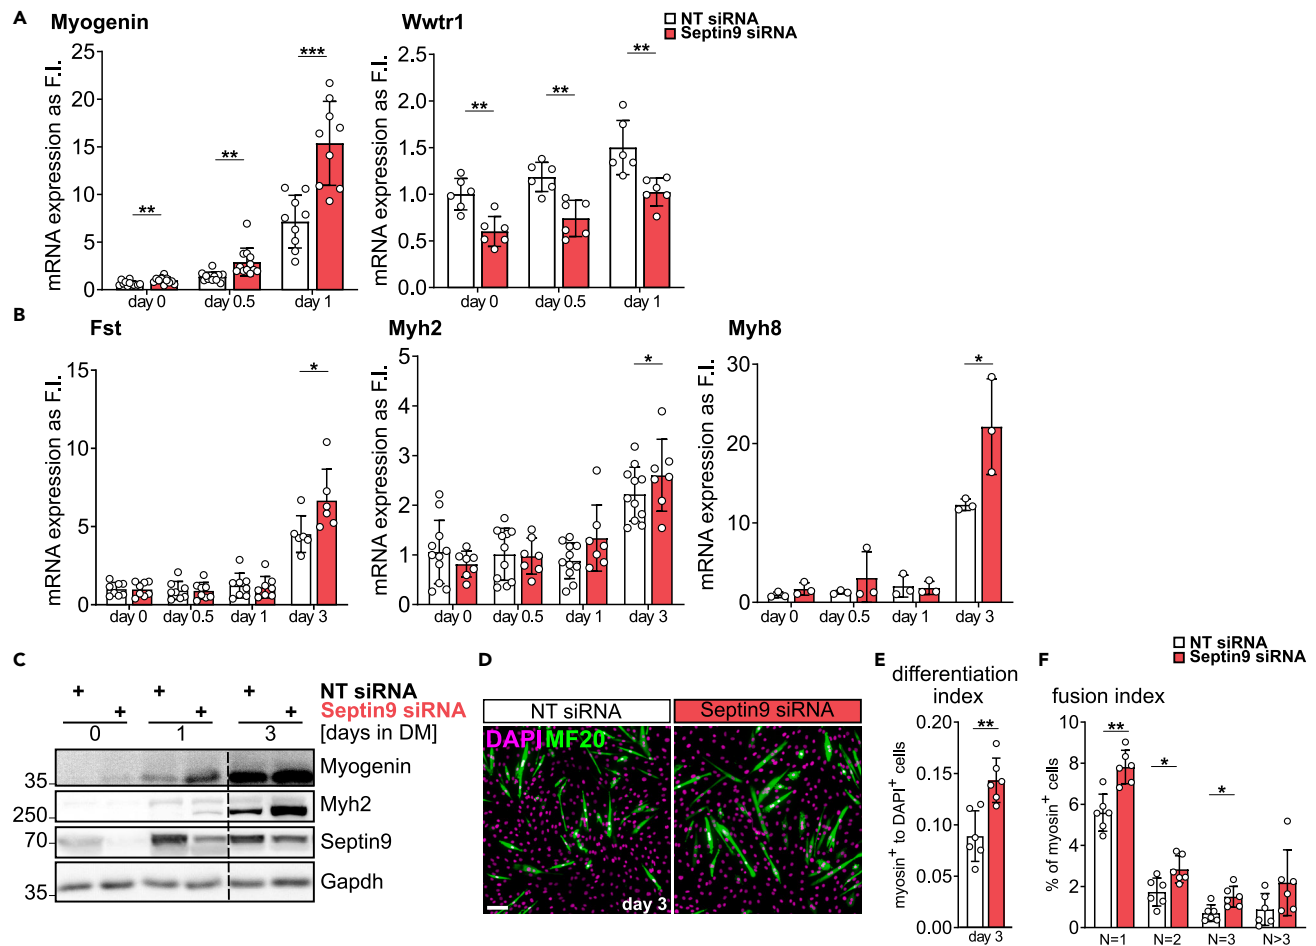 A
Myogenin
Wwtr1
NT siRNA
Septin9 siRNA
mRNA expression as F.I.
25
20
15
10
5
0
**
**
***
day 0
day 0.5
day 1
mRNA expression as F.I.
2.5
2.0
1.5
1.0
0.5
0.0
**
**
**
day 0
day 0.5
day 1
B
Fst
Myh2
Myh8
mRNA expression as F.I.
15
10
5
0
*
day 0
day 0.5
day 1
day 3
mRNA expression as F.I.
5
4
3
2
1
0
*
day 0
day 0.5
day 1
day 3
mRNA expression as F.I.
30
20
10
0
*
day 0
day 0.5
day 1
day 3
C
+ + + NT siRNA
+ + + Septin9 siRNA
0 1 3 [days in DM]
35 Myogenin
250 Myh2
70 Septin9
35 Gapdh
D
NT siRNA
Septin9 siRNA
DAPI MF20
day 3
E
differentiation
index
myosin+ to DAPI+ cells
0.20
0.15
0.10
0.05
0.00
**
day 3
NT siRNA
Septin9 siRNA
F
fusion index
% of myosin+ cells
10
8
6
4
2
0
**
*
*
N=1
N=2
N=3
N>3